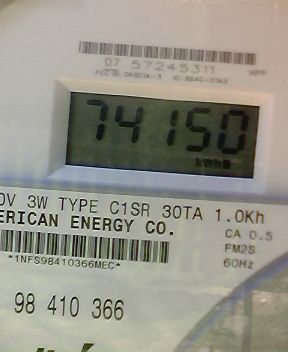 07 57245311
74150
kWh
0V 3W TYPE C1SR 30TA 1.0Kh
ERICAN ENERGY CO.
CA 0.5
FM2S
*1NFS98410366MEC*
60Hz
98 410 366